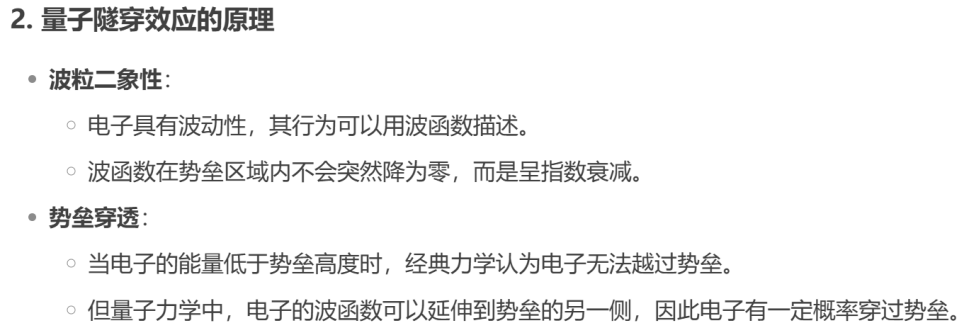 2. 量子隧穿效应的原理
波粒二象性：
电子具有波动性，其行为可以用波函数描述。
波函数在势垒区域内不会突然降为零，而是呈指数衰减。
势垒穿透：
当电子的能量低于势垒高度时，经典力学认为电子无法越过势垒。
但量子力学中，电子的波函数可以延伸到势垒的另一侧，因此电子有一定概率穿过势垒。